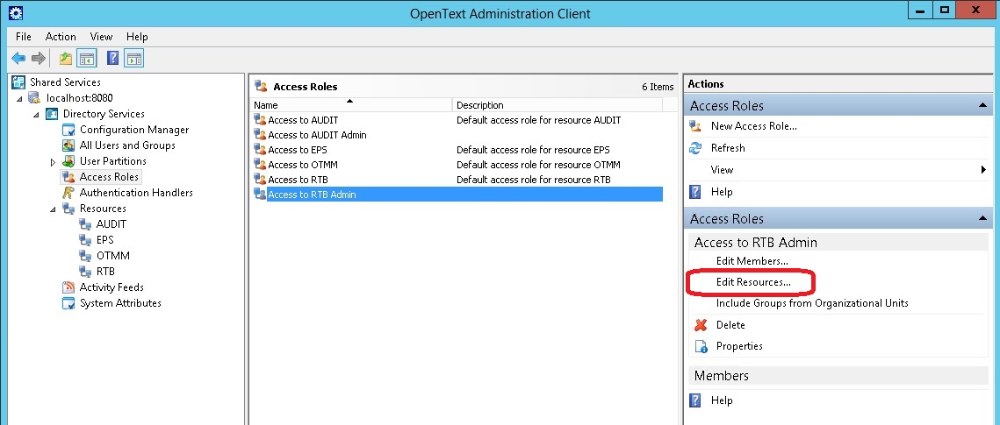 OpenText Administration Client
File Action View Help
Shared Services
localhost:8080
Directory Services
Configuration Manager
All Users and Groups
User Partitions
Access Roles
Authentication Handlers
Resources
AUDIT
EPS
OTMM
RTB
Activity Feeds
System Attributes
Access Roles 6 Items
Name Description
Access to AUDIT Default access role for resource AUDIT
Access to AUDIT Admin
Access to EPS Default access role for resource EPS
Access to OTMM Default access role for resource OTMM
Access to RTB Default access role for resource RTB
Access to RTB Admin
Actions
Access Roles
New Access Role...
Refresh
View
Help
Access Roles
Access to RTB Admin
Edit Members...
Edit Resources...
Include Groups from Organizational Units
Delete
Properties
Members
Help